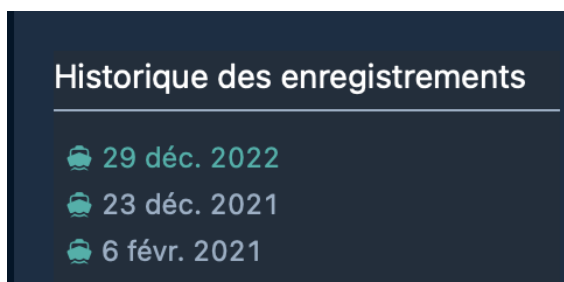 Historique des enregistrements
29 déc. 2022
23 déc. 2021
6 févr. 2021